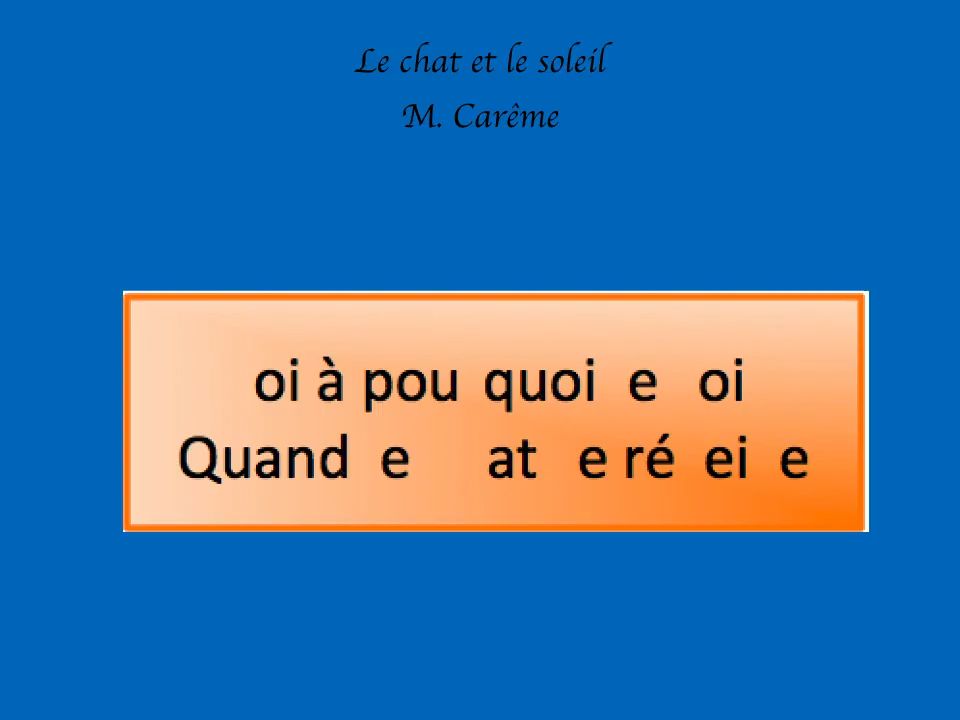 Le chat et le soleil
M. Carême
oi à pou quoi e oi
Quand e at e ré ei e